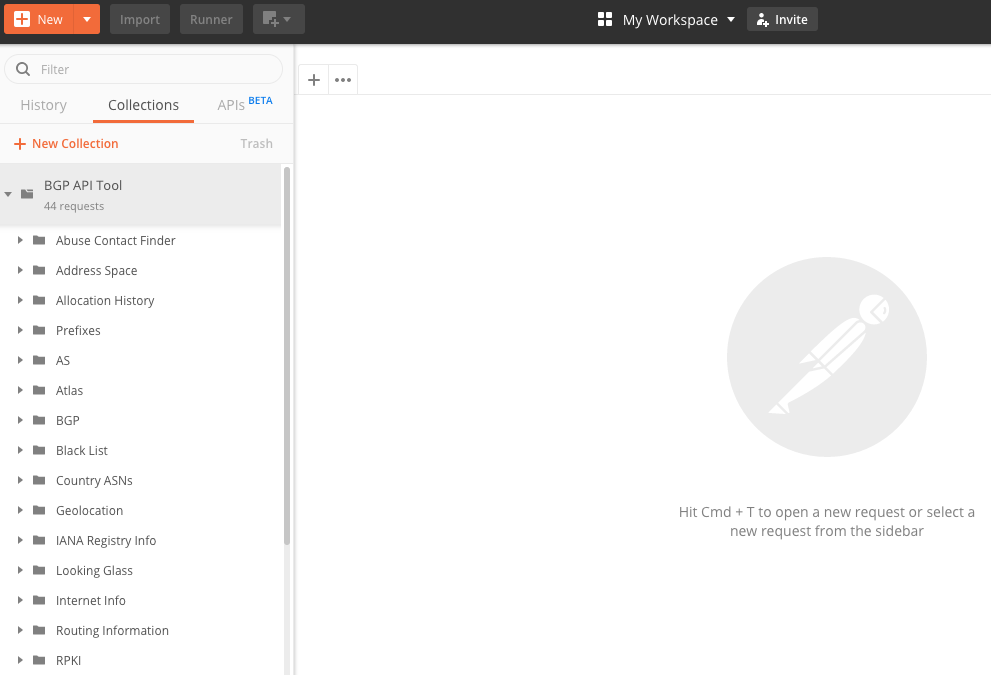 New
Import
Runner
My Workspace
Invite
Filter
History
Collections
APIs BETA
New Collection
Trash
BGP API Tool
44 requests
Abuse Contact Finder
Address Space
Allocation History
Prefixes
AS
Atlas
BGP
Black List
Country ASNs
Geolocation
IANA Registry Info
Looking Glass
Internet Info
Routing Information
RPKI
Hit Cmd + T to open a new request or select a
new request from the sidebar